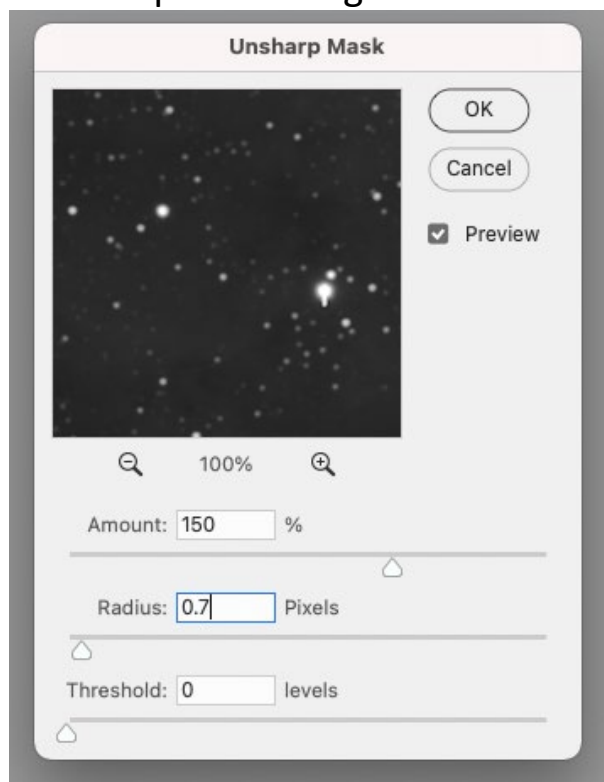 Unsharp Mask
OK
Cancel
Preview
100%
Amount: 150 %
Radius: 0.7 Pixels
Threshold: 0 levels